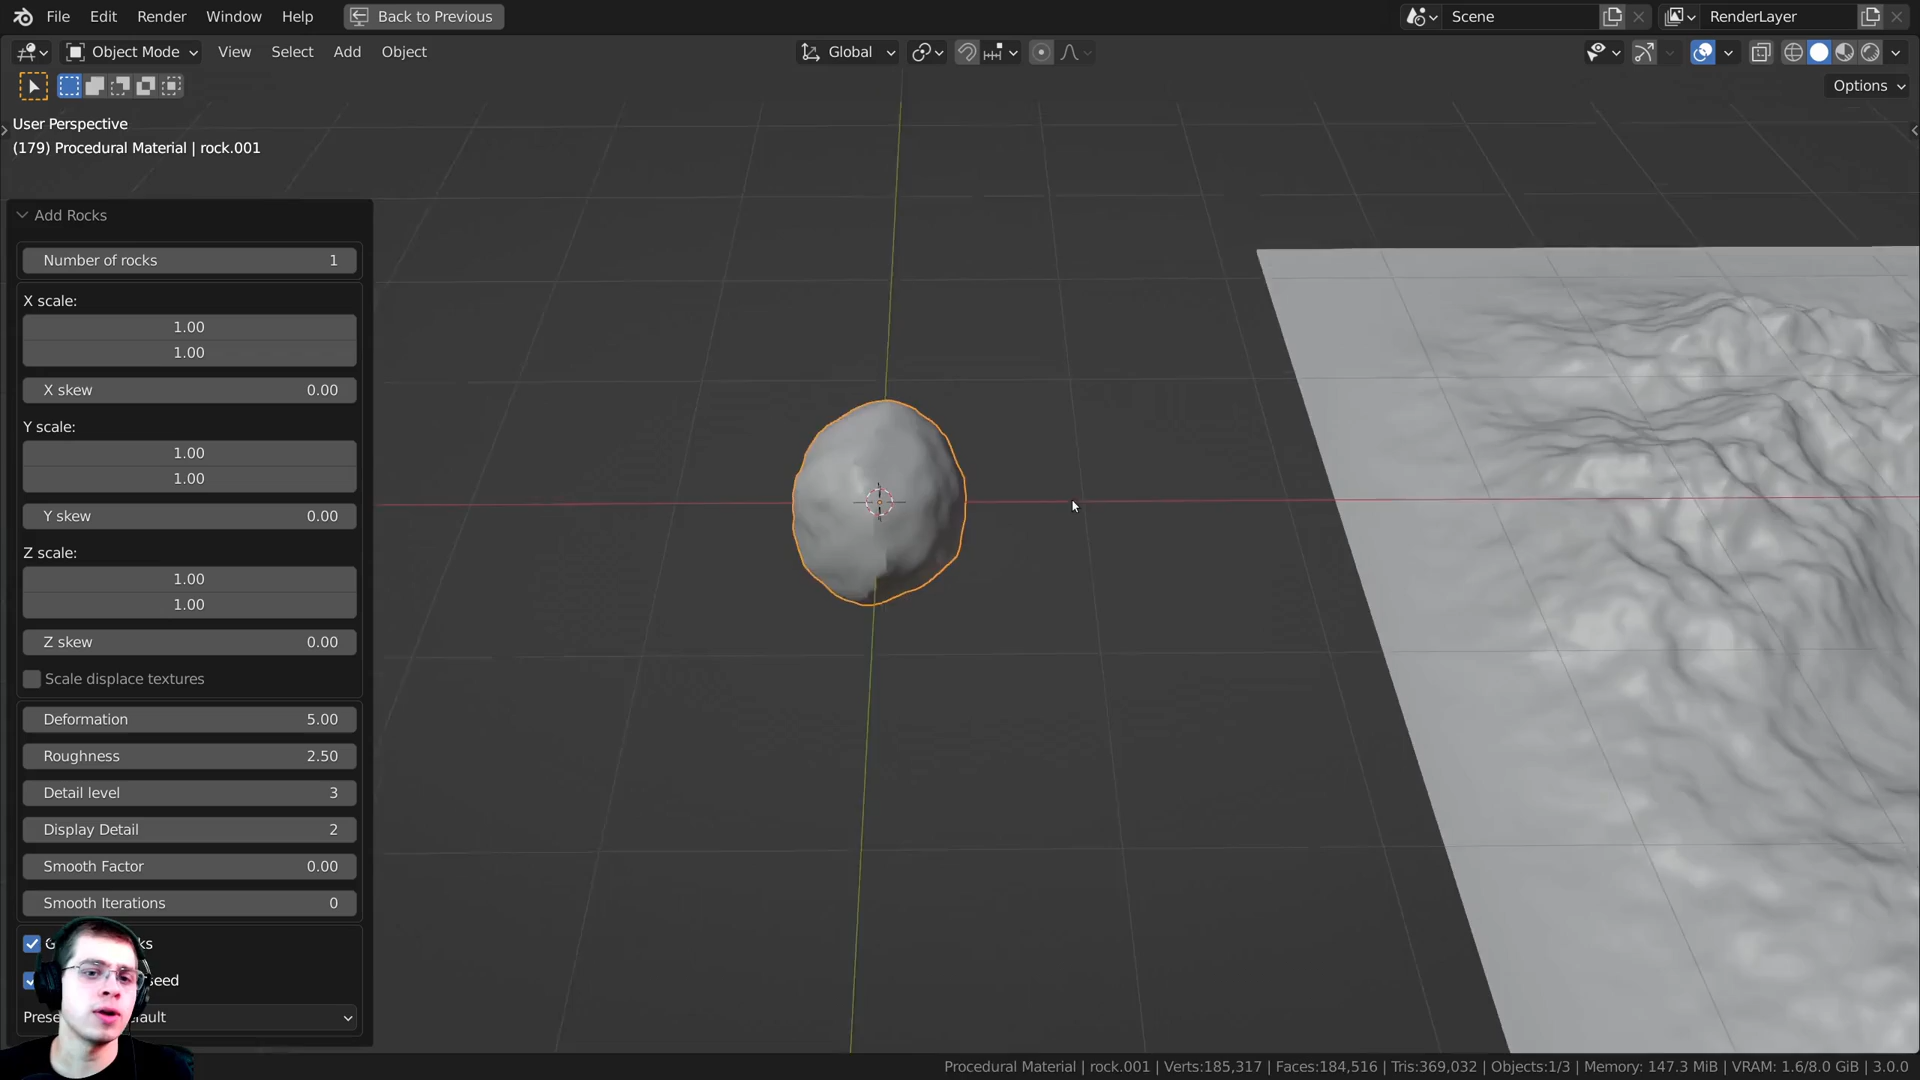 File Edit Render Window Help Back to Previous Scene RenderLayer
Object Mode View Select Add Object Global
Options
User Perspective
(179) Procedural Material | rock.001
Add Rocks
Number of rocks 1
X scale:
1.00
1.00
X skew 0.00
Y scale:
1.00
1.00
Y skew 0.00
Z scale:
1.00
1.00
Z skew 0.00
Scale displace textures
Deformation 5.00
Roughness 2.50
Detail level 3
Display Detail 2
Smooth Factor 0.00
Smooth Iterations 0
Procedural Material | rock.001 | Verts:185,317 | Faces:184,516 | Tris:369,032 | Objects:1/3 | Memory: 147.3 MiB | VRAM: 1.6/8.0 GiB | 3.0.0